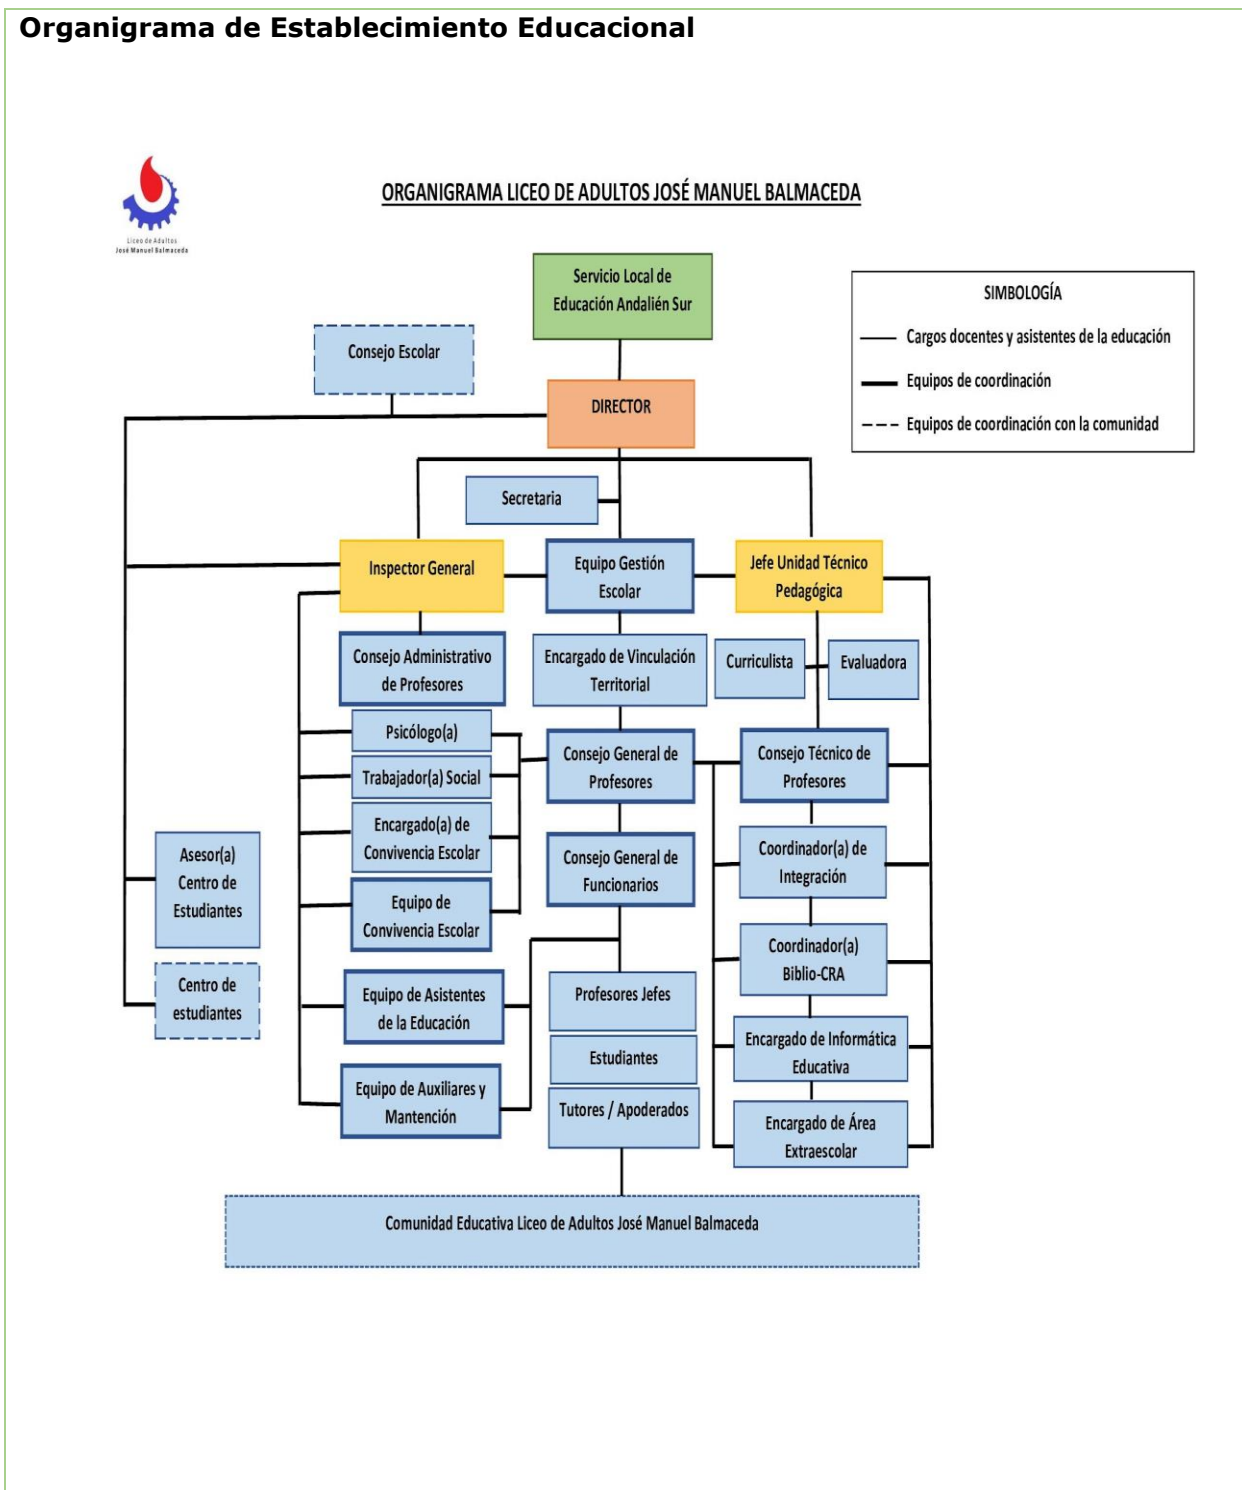 Organigrama de Establecimiento Educacional
Liceo de Adultos
José Manuel Balmaceda
ORGANIGRAMA LICEO DE ADULTOS JOSÉ MANUEL BALMACEDA
Servicio Local de
Educación Andalién Sur
SIMBOLOGÍA
Cargos docentes y asistentes de la educación
Equipos de coordinación
Equipos de coordinación con la comunidad
Consejo Escolar
DIRECTOR
Secretaria
Inspector General
Equipo Gestión
Escolar
Jefe Unidad Técnico
Pedagógica
Consejo Administrativo
de Profesores
Encargado de Vinculación
Territorial
Curriculista
Evaluadora
Psicólogo(a)
Trabajador(a) Social
Encargado(a) de
Convivencia Escolar
Equipo de
Convivencia Escolar
Consejo General de
Profesores
Consejo Técnico de
Profesores
Consejo General de
Funcionarios
Coordinador(a) de
Integración
Asesor(a)
Centro de
Estudiantes
Centro de
estudiantes
Coordinador(a)
Biblio-CRA
Equipo de Asistentes
de la Educación
Profesores Jefes
Estudiantes
Encargado de Informática
Educativa
Equipo de Auxiliares y
Mantención
Tutores / Apoderados
Encargado de Área
Extraescolar
Comunidad Educativa Liceo de Adultos José Manuel Balmaceda